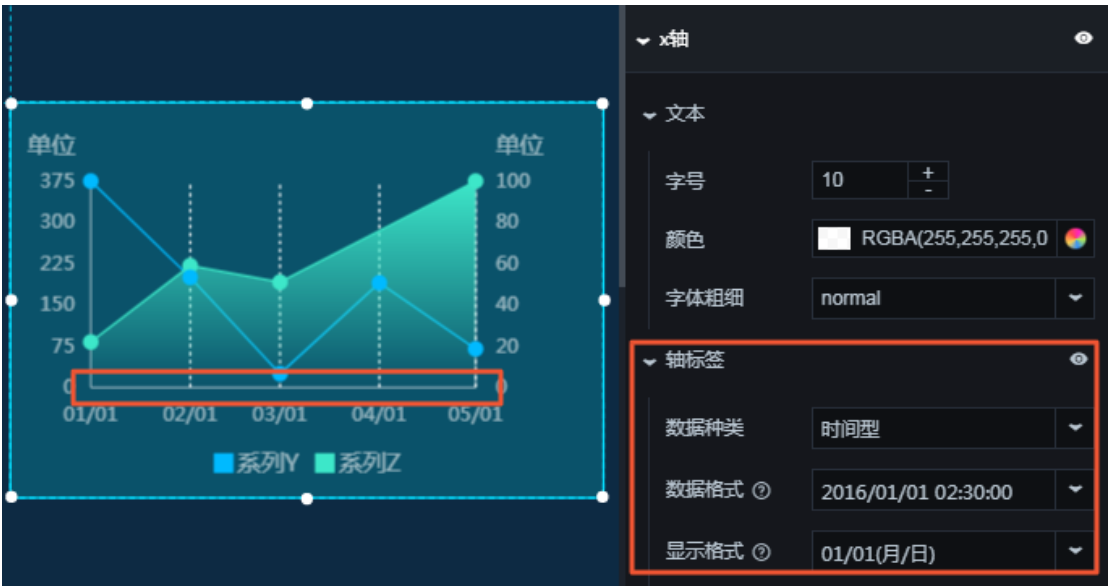 单位 单位
375 100
300 80
225 60
150 40
75 20
0 0
01/01 02/01 03/01 04/01 05/01
系列Y 系列Z
x轴
文本
字号 10 + -
颜色 RGBA(255,255,255,0
字体粗细 normal
轴标签
数据种类 时间型
数据格式 ? 2016/01/01 02:30:00
显示格式 ? 01/01(月/日)